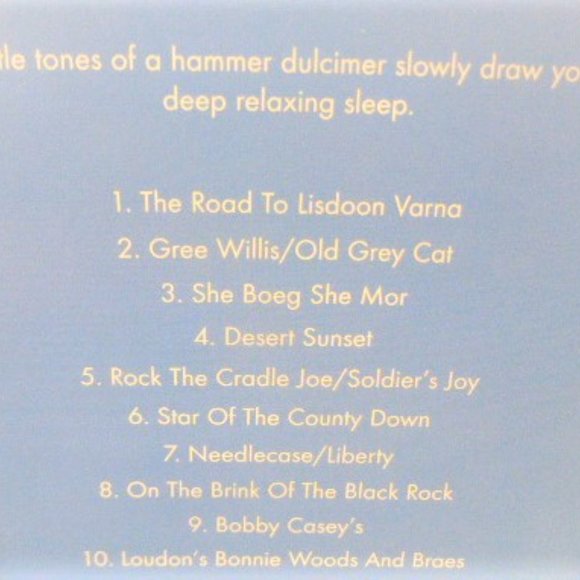 tle tones of a hammer dulcimer slowly draw yo
deep relaxing sleep.
1. The Road To Lisdoon Varna
2. Gree Willis/Old Grey Cat
3. She Boeg She Mor
4. Desert Sunset
5. Rock The Cradle Joe/Soldier's Joy
6. Star Of The County Down
7. Needlecase/Liberty
8. On The Brink Of The Black Rock
9. Bobby Casey's
10. Loudon's Bonnie Woods And Braes